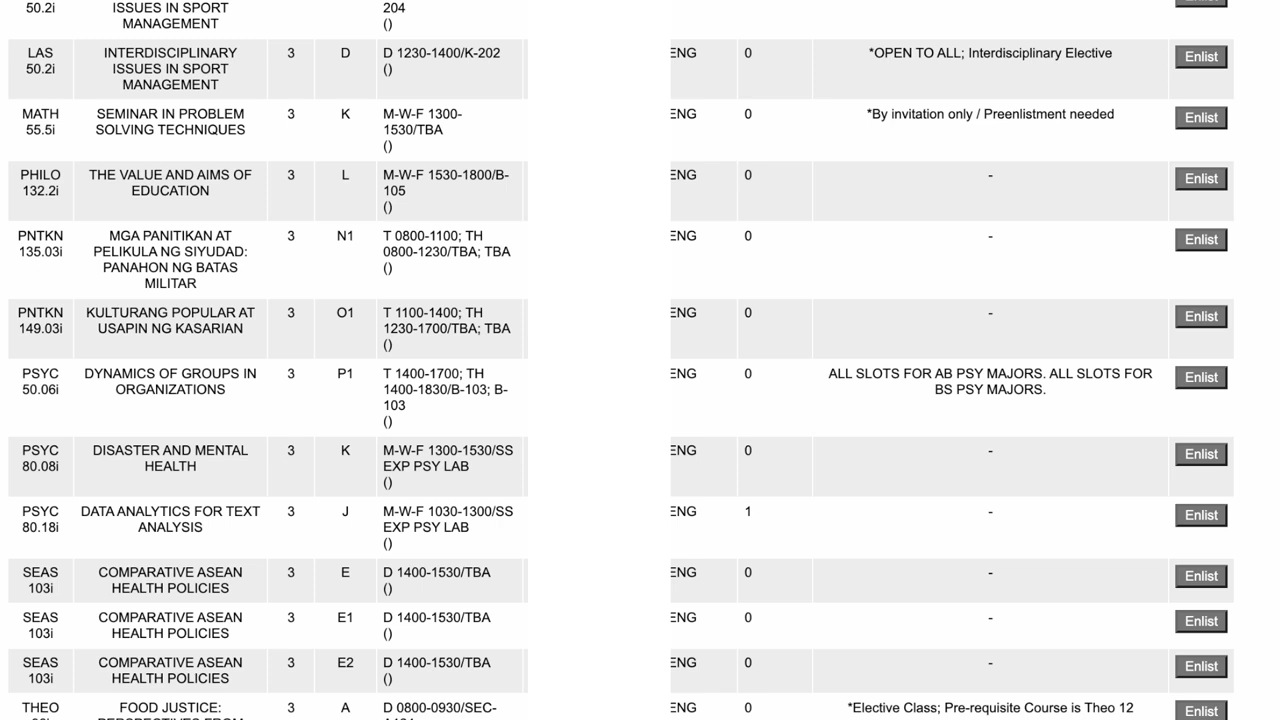 50.2i ISSUES IN SPORT 204
MANAGEMENT ()
LAS INTERDISCIPLINARY 3 D D 1230-1400/K-202 ENG 0 *OPEN TO ALL; Interdisciplinary Elective Enlist
50.2i ISSUES IN SPORT ()
MANAGEMENT
MATH SEMINAR IN PROBLEM 3 K M-W-F 1300- ENG 0 *By invitation only / Preenlistment needed Enlist
55.5i SOLVING TECHNIQUES 1530/TBA
()
PHILO THE VALUE AND AIMS OF 3 L M-W-F 1530-1800/B- ENG 0 - Enlist
132.2i EDUCATION 105
()
PNTKN MGA PANITIKAN AT 3 N1 T 0800-1100; TH ENG 0 - Enlist
135.03i PELIKULA NG SIYUDAD: 0800-1230/TBA; TBA
PANAHON NG BATAS ()
MILITAR
PNTKN KULTURANG POPULAR AT 3 O1 T 1100-1400; TH ENG 0 - Enlist
149.03i USAPIN NG KASARIAN 1230-1700/TBA; TBA
()
PSYC DYNAMICS OF GROUPS IN 3 P1 T 1400-1700; TH ENG 0 ALL SLOTS FOR AB PSY MAJORS. ALL SLOTS FOR Enlist
50.06i ORGANIZATIONS 1400-1830/B-103; B- BS PSY MAJORS.
103
()
PSYC DISASTER AND MENTAL 3 K M-W-F 1300-1530/SS ENG 0 - Enlist
80.08i HEALTH EXP PSY LAB
()
PSYC DATA ANALYTICS FOR TEXT 3 J M-W-F 1030-1300/SS ENG 1 - Enlist
80.18i ANALYSIS EXP PSY LAB
()
SEAS COMPARATIVE ASEAN 3 E D 1400-1530/TBA ENG 0 - Enlist
103i HEALTH POLICIES ()
SEAS COMPARATIVE ASEAN 3 E1 D 1400-1530/TBA ENG 0 - Enlist
103i HEALTH POLICIES ()
SEAS COMPARATIVE ASEAN 3 E2 D 1400-1530/TBA ENG 0 - Enlist
103i HEALTH POLICIES ()
THEO FOOD JUSTICE: 3 A D 0800-0930/SEC- ENG 0 *Elective Class; Pre-requisite Course is Theo 12 Enlist